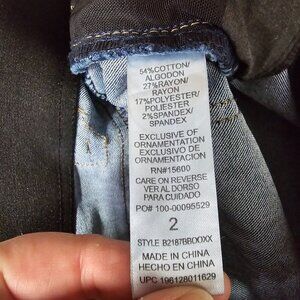 54%COTTON/
ALGODON
27%RAYON/
RAYON
17%POLYESTER/
POLIESTER
2%SPANDEX/
SPANDEX
EXCLUSIVE OF
ORNAMENTATION
EXCLUSIVO DE
ORNAMENTACION
RN#15600
CARE ON REVERSE
VER AL DORSO
PARA CUIDADO
PO# 100-00095529
2
STYLE B2187BROOXX
MADE IN CHINA
HECHO EN CHINA
UPC 196128011629